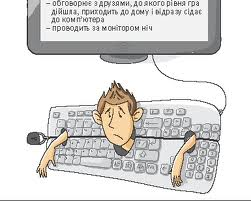 – обговорює з друзями, до якого рівня гра
дійшла, приходить до дому і відразу сідає
до комп'ютера
– проводить за монітором ніч